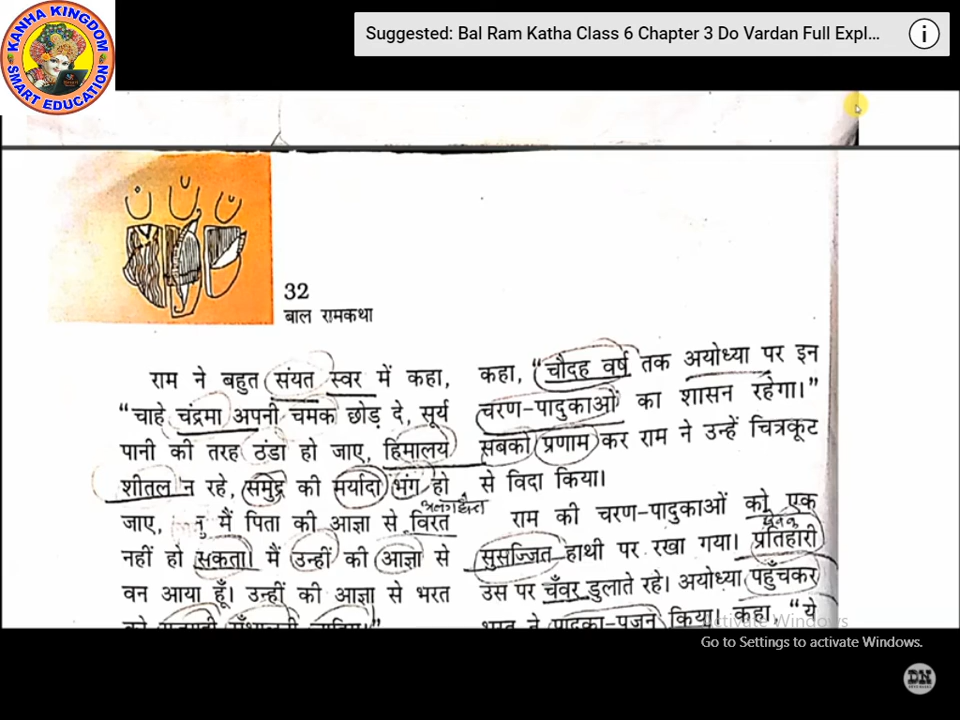 KANHA KINGDOM
SMART EDUCATION
Suggested: Bal Ram Katha Class 6 Chapter 3 Do Vardan Full Expl...
32
बाल रामकथा
राम ने बहुत संयत स्वर में कहा,
“चाहे चंद्रमा अपनी चमक छोड़ दे, सूर्य
पानी की तरह ठंडा हो जाए, हिमालय
शीतल न रहे, समुद्र की मर्यादा भंग हो
जाए, मैं पिता की आज्ञा से विरत
नहीं हो सकता। मैं उन्हीं की आज्ञा से
वन आया हूँ। उन्हीं की आज्ञा से भरत
कहा, “चौदह वर्ष तक अयोध्या पर इन
चरण-पादुकाओं का शासन रहेगा।”
सबको प्रणाम कर राम ने उन्हें चित्रकूट
से विदा किया।
राम की चरण-पादुकाओं को एक
सुसज्जित हाथी पर रखा गया। प्रतिहारी
उस पर चँवर डुलाते रहे। अयोध्या पहुँचकर
भरत ने पादुका-पूजन किया। कहा, “ये
Activate Windows
Go to Settings to activate Windows.
DN